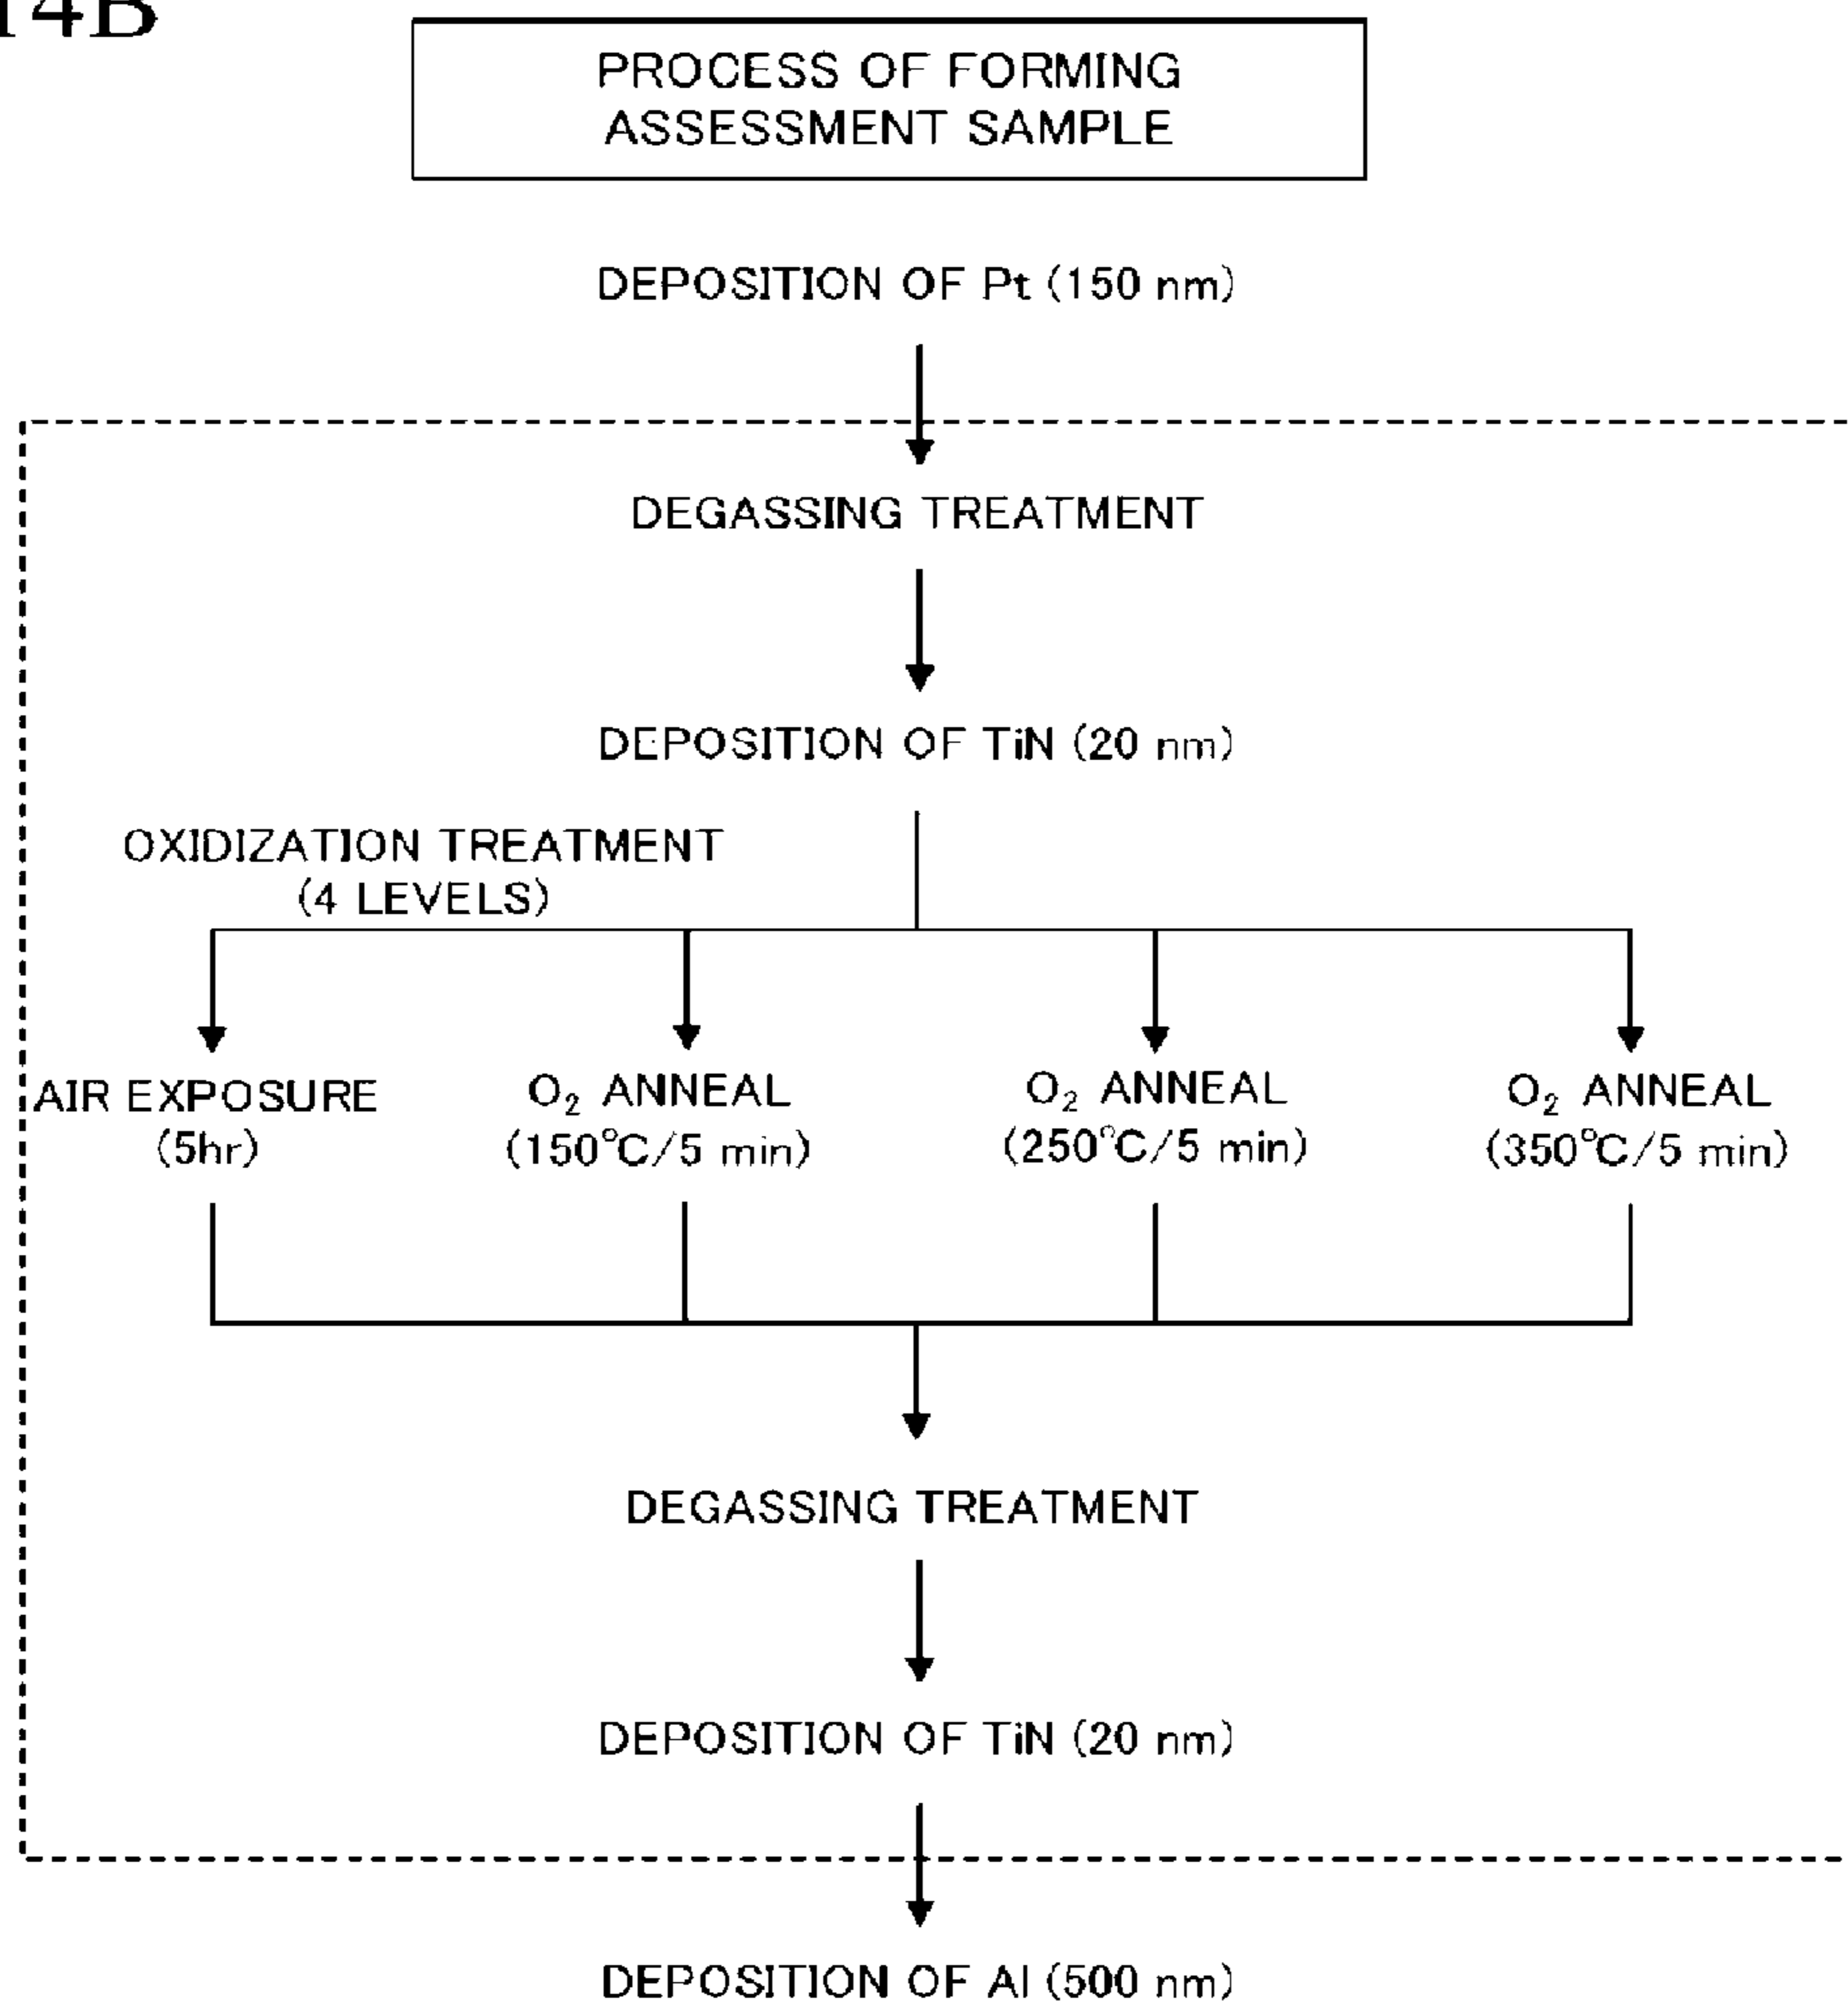 14B
PROCESS OF FORMING
ASSESSMENT SAMPLE
DEPOSITION OF Pt (150 nm)
DEGASSING TREATMENT
DEPOSITION OF TiN (20 nm)
OXIDIZATION TREATMENT
(4 LEVELS)
AIR EXPOSURE
(5hr)
O₂ ANNEAL
(150°C/5 min)
O₂ ANNEAL
(250°C/5 min)
O₂ ANNEAL
(350°C/5 min)
DEGASSING TREATMENT
DEPOSITION OF TiN (20 nm)
DEPOSITION OF Al (500 nm)